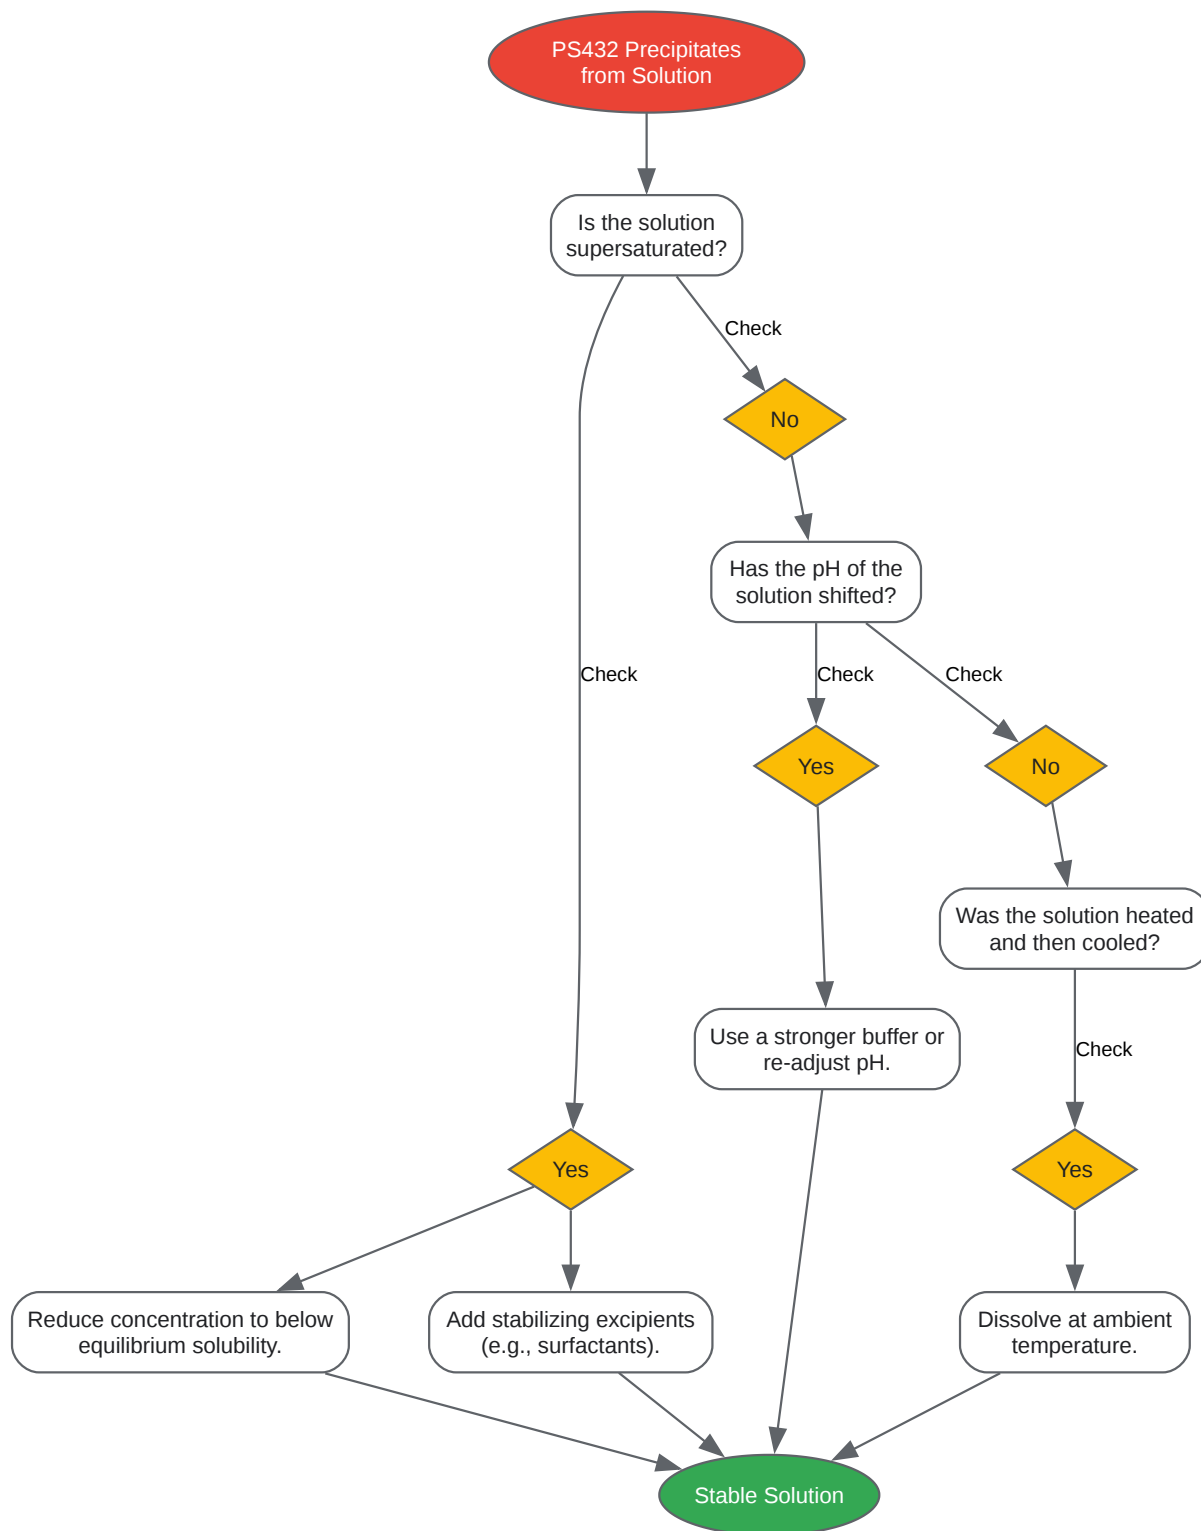 PS432 Precipitates
from Solution
Is the solution
supersaturated?
Check
No
Has the pH of the
solution shifted?
Check
Check
Check
Yes
No
Was the solution heated
and then cooled?
Use a stronger buffer or
re-adjust pH.
Check
Yes
Yes
Reduce concentration to below
equilibrium solubility.
Add stabilizing excipients
(e.g., surfactants).
Dissolve at ambient
temperature.
Stable Solution